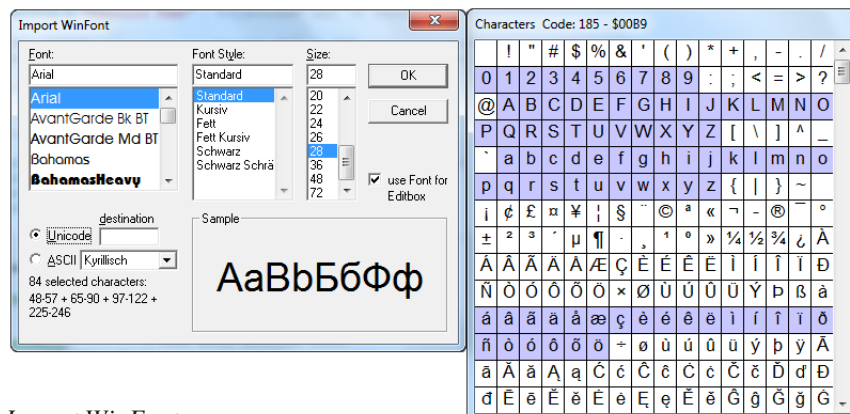 Import WinFont
Font: Font Style: Size:
Arial Standard 28 OK
Arial
AvantGarde Bk BT
AvantGarde Md BT
Bahamas
BahamasHeavy
Standard
Kursiv
Fett
Fett Kursiv
Schwarz
Schwarz Schrä
20
22
24
26
28
36
48
72
Cancel
use Font for
Editbox
destination
Unicode
ASCII Kyrillisch
84 selected characters:
48-57 + 65-90 + 97-122 +
225-246
Sample
AaBbБбФф
Characters Code: 185 - $00B9
! " # $ % & ' ( ) * + , - . /
0 1 2 3 4 5 6 7 8 9 : ; < = > ?
@ A B C D E F G H I J K L M N O
P Q R S T U V W X Y Z [ \ ] ^ _
` a b c d e f g h i j k l m n o
p q r s t u v w x y z { | } ~
¡ ¢ £ ¤ ¥ ¦ § ¨ © ª « ¬ - ® ¯ °
± ² ³ ´ µ ¶ · ¸ ¹ º » ¼ ½ ¾ ¿ À
Á Â Ã Ä Å Æ Ç È É Ê Ë Ì Í Î Ï Ð
Ñ Ò Ó Ô Õ Ö × Ø Ù Ú Û Ü Ý Þ ß à
á â ã ä å æ ç è é ê ë ì í î ï ð
ñ ò ó ô õ ö ÷ ø ù ú û ü ý þ ÿ Ā
ā Ă ă Ą ą Ć ć Ĉ ĉ Ċ ċ Č č Ď ď Đ
đ Ē ē Ĕ ĕ Ė ė Ę ę Ě ě Ĝ ĝ Ğ ğ Ġ